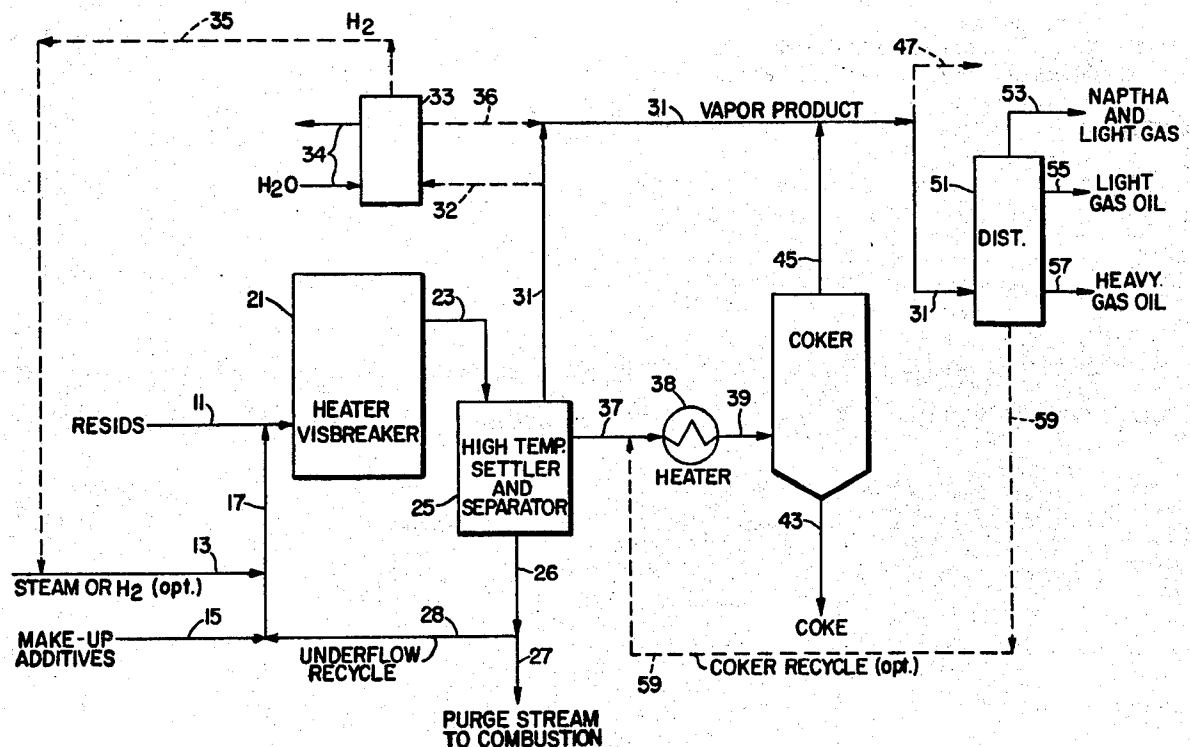 35
H2
47
33
36
31
VAPOR PRODUCT
53
NAPTHA
AND
LIGHT GAS
34
H2O
32
51
55
LIGHT
GAS OIL
DIST.
45
57
HEAVY
GAS OIL
31
21
23
31
COKER
RESIDS
11
HEATER
VISBREAKER
38
37
39
59
HIGH TEMP.
SETTLER
AND
SEPARATOR
HEATER
25
17
43
13
26
STEAM OR H2 (opt.)
15
28
COKE
MAKE-UP
ADDITIVES
UNDERFLOW
RECYCLE
27
59
COKER RECYCLE (opt.)
PURGE STREAM
TO COMBUSTION